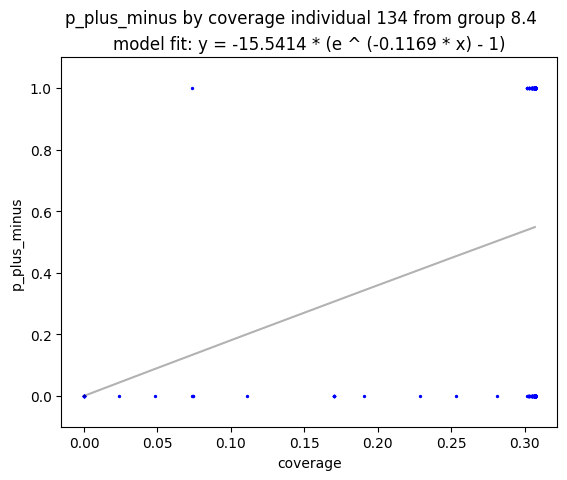 p_plus_minus by coverage individual 134 from group 8.4
model fit: y = -15.5414 * (e ^ (-0.1169 * x) - 1)
1.0
0.8
0.6
0.4
0.2
0.0
p_plus_minus
0.00 0.05 0.10 0.15 0.20 0.25 0.30
coverage